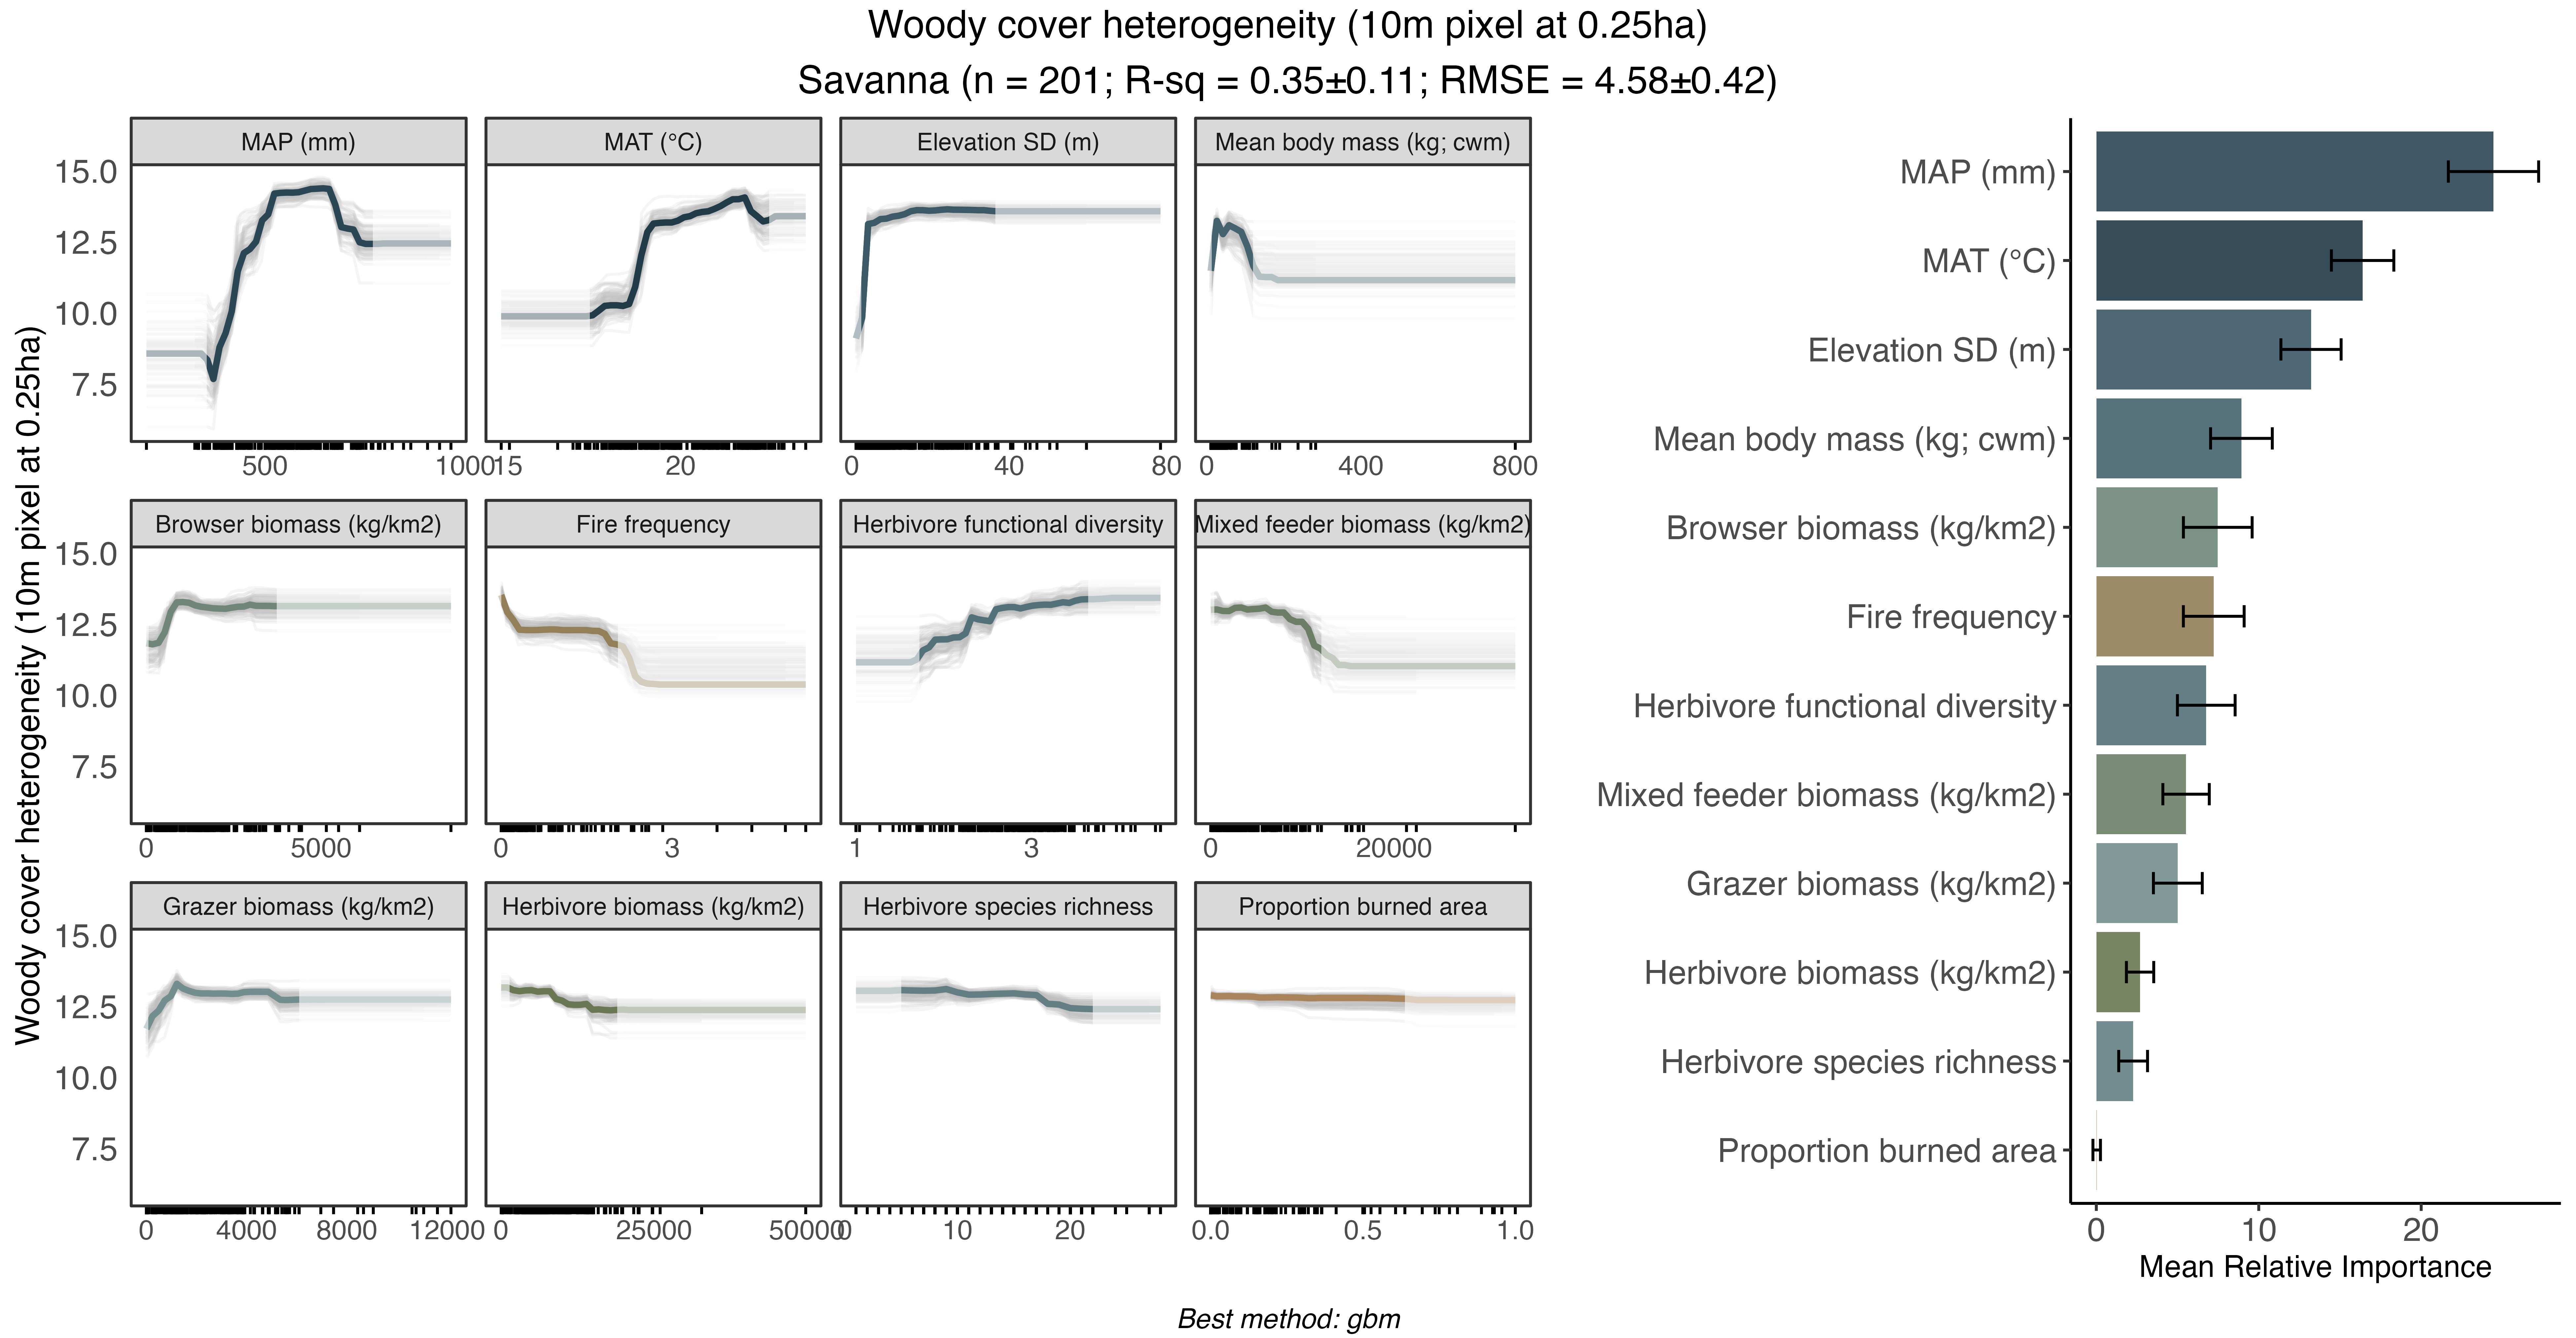 Woody cover heterogeneity (10m pixel at 0.25ha)
Savanna (n = 201; R-sq = 0.35±0.11; RMSE = 4.58±0.42)
Woody cover heterogeneity (10m pixel at 0.25ha)
MAP (mm)
MAT (°C)
Elevation SD (m)
Mean body mass (kg; cwm)
15.0
12.5
10.0
7.5
500
1000
15
20
0
40
80
0
400
800
Browser biomass (kg/km2)
Fire frequency
Herbivore functional diversity
Mixed feeder biomass (kg/km2)
15.0
12.5
10.0
7.5
0
5000
0
3
1
3
0
20000
Grazer biomass (kg/km2)
Herbivore biomass (kg/km2)
Herbivore species richness
Proportion burned area
15.0
12.5
10.0
7.5
0
4000
8000
12000
0
25000
50000
0
10
20
0.0
0.5
1.0
MAP (mm)
MAT (°C)
Elevation SD (m)
Mean body mass (kg; cwm)
Browser biomass (kg/km2)
Fire frequency
Herbivore functional diversity
Mixed feeder biomass (kg/km2)
Grazer biomass (kg/km2)
Herbivore biomass (kg/km2)
Herbivore species richness
Proportion burned area
0
10
20
Mean Relative Importance
Best method: gbm